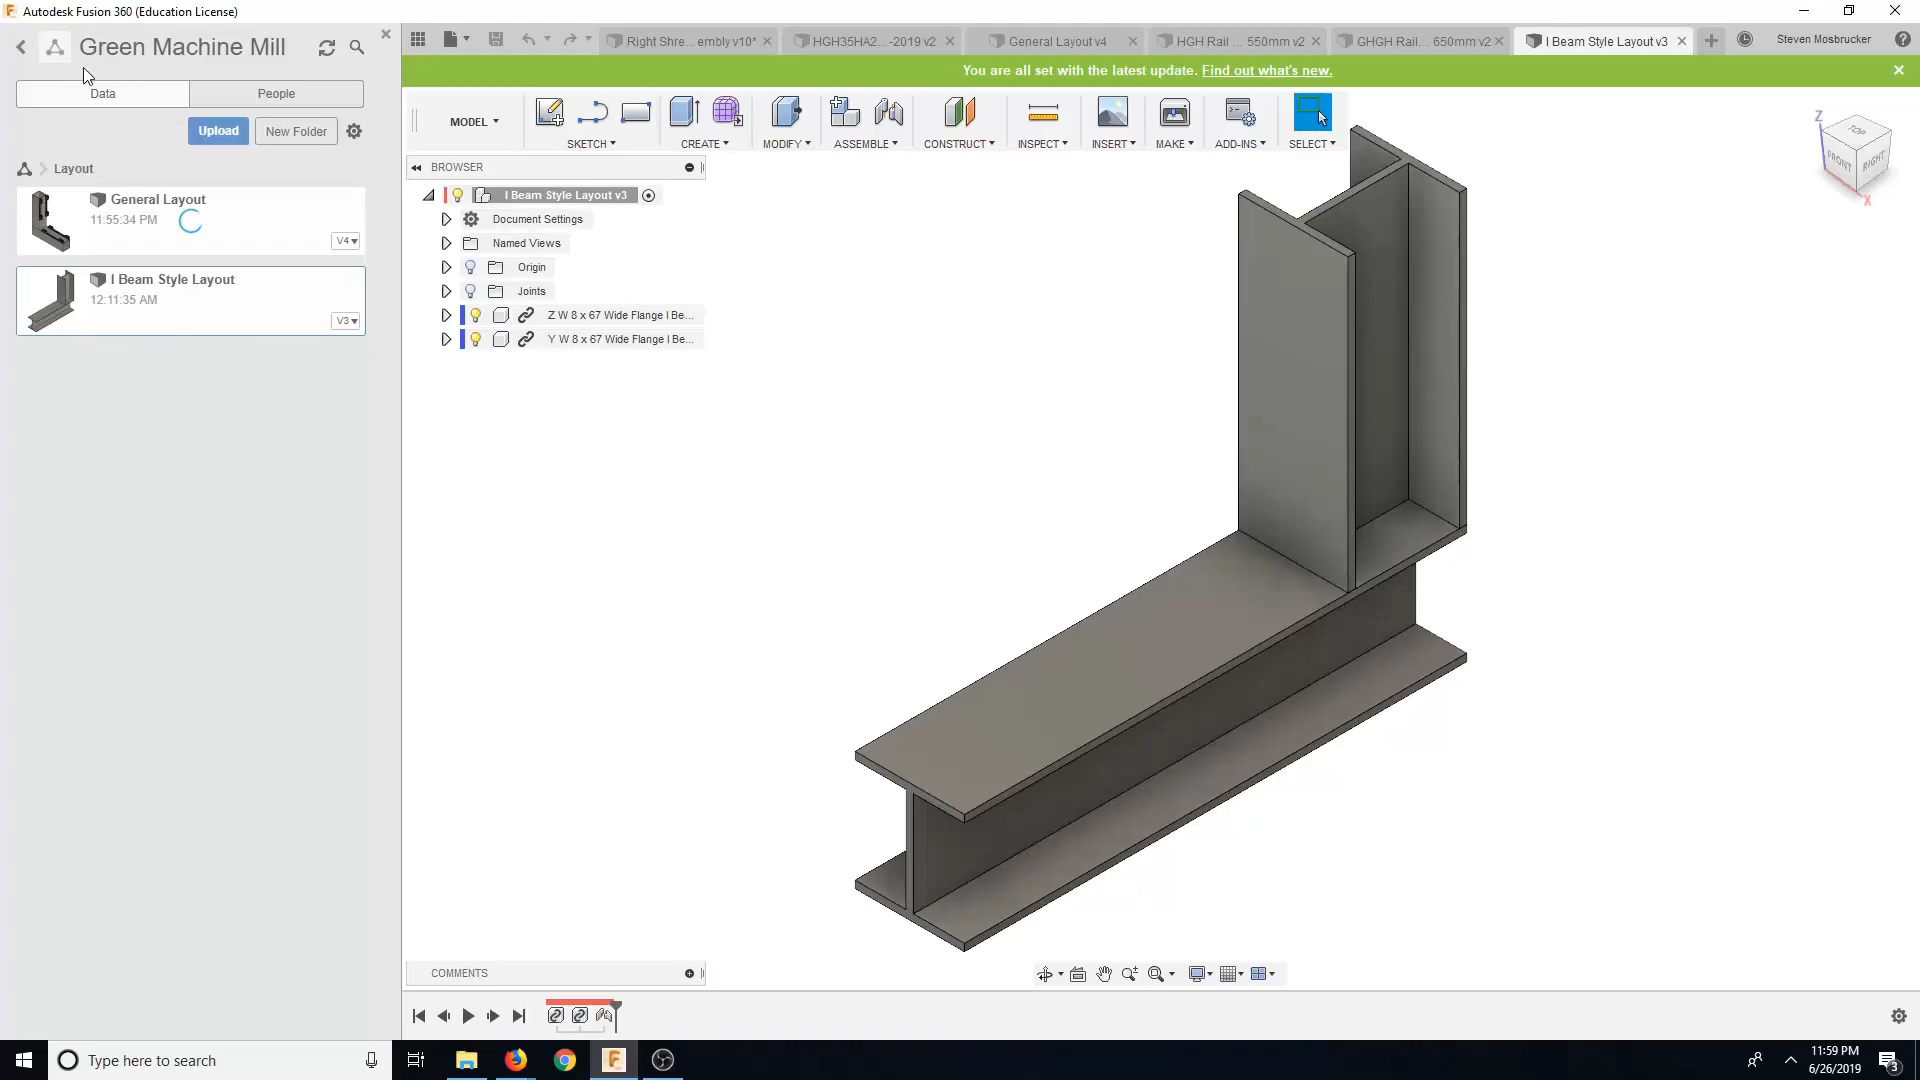 Autodesk Fusion 360 (Education License)
Green Machine Mill
Data
People
Upload
New Folder
Layout
General Layout
11:55:34 PM
V4
I Beam Style Layout
12:11:35 AM
V3
Right Shre... embly v10*
HGH35HA2...-2019 v2
General Layout v4
HGH Rail ... 550mm v2
GHGH Rail... 650mm v2
I Beam Style Layout v3
Steven Mosbrucker
You are all set with the latest update. Find out what's new.
MODEL
SKETCH
CREATE
MODIFY
ASSEMBLE
CONSTRUCT
INSPECT
INSERT
MAKE
ADD-INS
SELECT
BROWSER
I Beam Style Layout v3
Document Settings
Named Views
Origin
Joints
Z W 8 x 67 Wide Flange I Be...
Y W 8 x 67 Wide Flange I Be...
Z
TOP
FRONT
RIGHT
X
COMMENTS
Type here to search
11:59 PM
6/26/2019
3